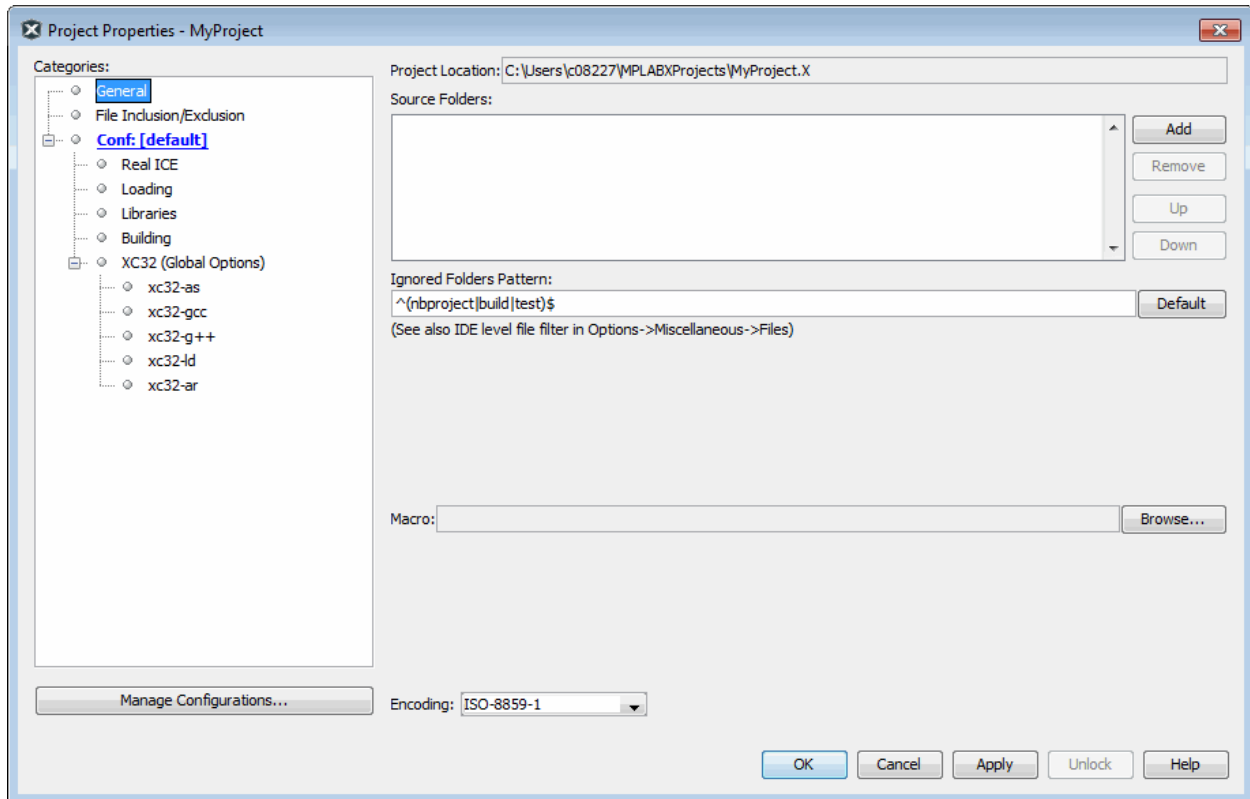 Project Properties - MyProject
Categories:
General
File Inclusion/Exclusion
Conf: [default]
Real ICE
Loading
Libraries
Building
XC32 (Global Options)
xc32-as
xc32-gcc
xc32-g++
xc32-ld
xc32-ar
Manage Configurations...
Project Location: C:\Users\c08227\MPLABXProjects\MyProject.X
Source Folders:
Add
Remove
Up
Down
Ignored Folders Pattern:
^(nbproject|build|test)$ Default
(See also IDE level file filter in Options->Miscellaneous->Files)
Macro: Browse...
Encoding: ISO-8859-1
OK Cancel Apply Unlock Help